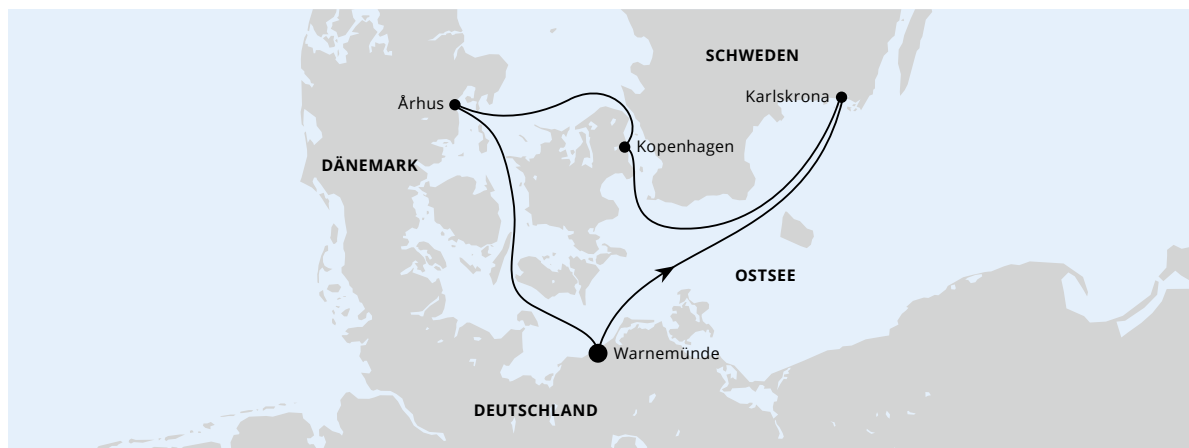 SCHWEDEN
Karlskrona
Århus
Kopenhagen
DÄNEMARK
OSTSEE
Warnemünde
DEUTSCHLAND